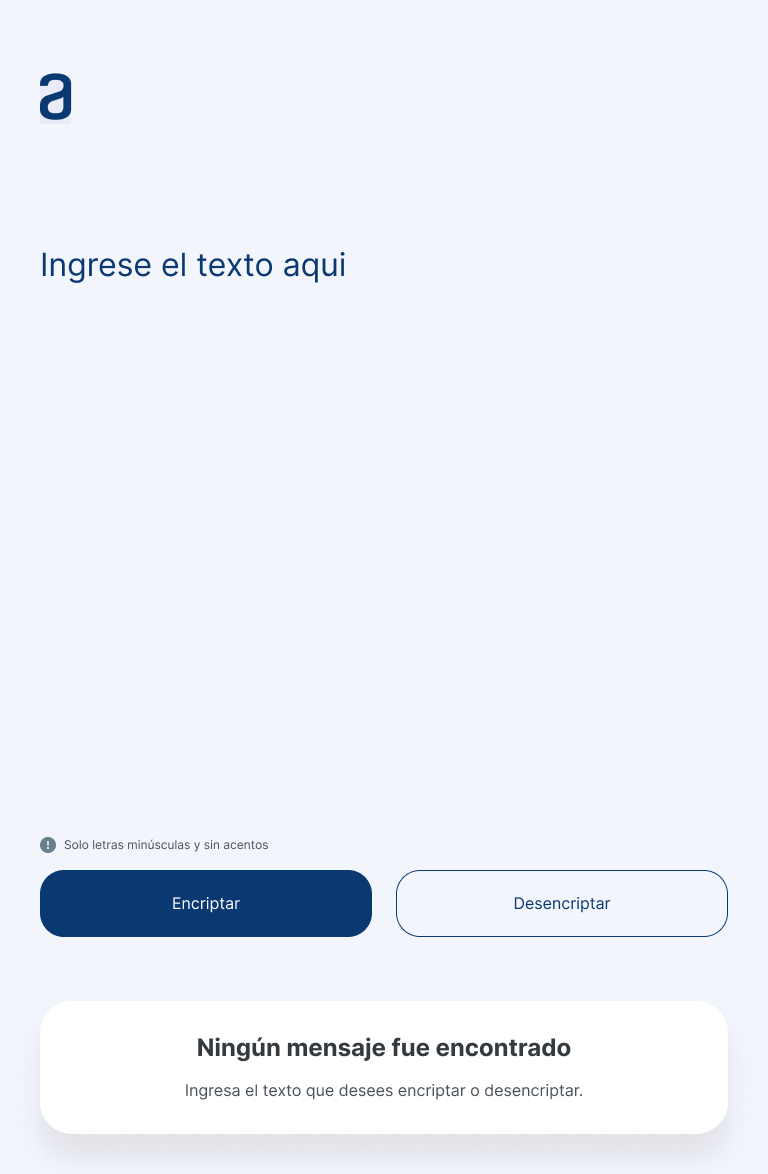 a
Ingrese el texto aqui
Solo letras minúsculas y sin acentos
Encriptar
Desencriptar
Ningún mensaje fue encontrado
Ingresa el texto que desees encriptar o desencriptar.